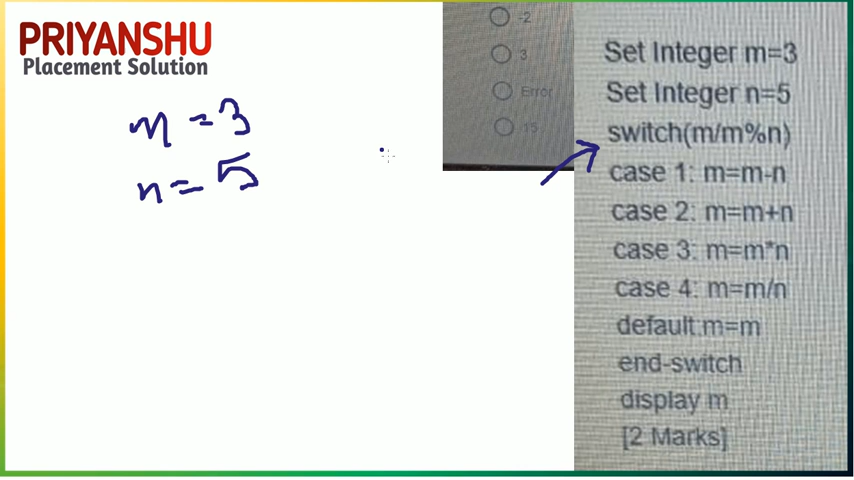 PRIYANSHU
Placement Solution
m = 3
n = 5
-2
3
Error
15
Set Integer m=3
Set Integer n=5
switch(m/m%n)
case 1: m=m-n
case 2: m=m+n
case 3: m=m*n
case 4: m=m/n
default:m=m
end-switch
display m
[2 Marks]